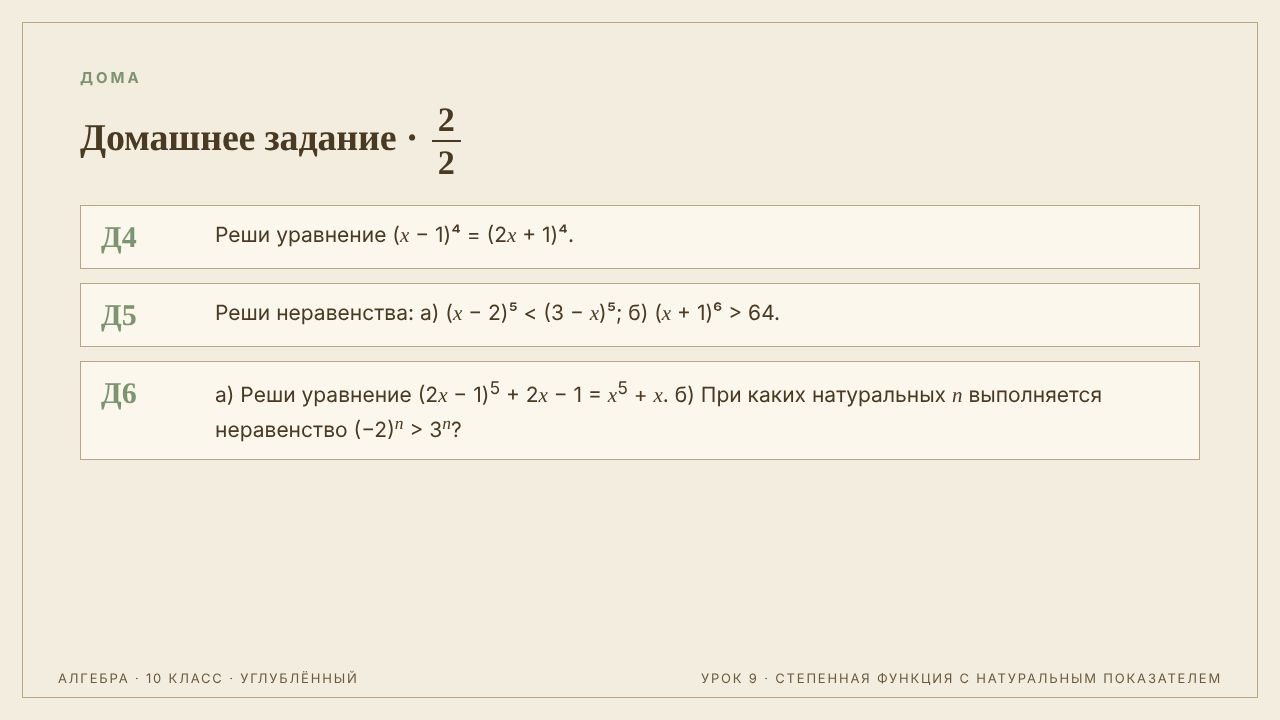 ДОМА
Домашнее задание · 2/2
Д4 Реши уравнение (x − 1)⁴ = (2x + 1)⁴.
Д5 Реши неравенства: а) (x − 2)⁵ < (3 − x)⁵; б) (x + 1)⁶ > 64.
Д6 а) Реши уравнение (2x − 1)⁵ + 2x − 1 = x⁵ + x. б) При каких натуральных n выполняется
неравенство (−2)ⁿ > 3ⁿ?
АЛГЕБРА · 10 КЛАСС · УГЛУБЛЁННЫЙ
УРОК 9 · СТЕПЕННАЯ ФУНКЦИЯ С НАТУРАЛЬНЫМ ПОКАЗАТЕЛЕМ